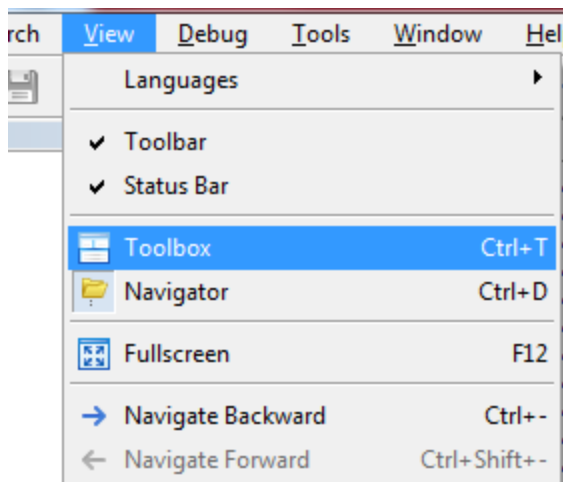 rch View Debug Tools Window Hel
Languages
Toolbar
Status Bar
Toolbox Ctrl+T
Navigator Ctrl+D
Fullscreen F12
Navigate Backward Ctrl+-
Navigate Forward Ctrl+Shift+-